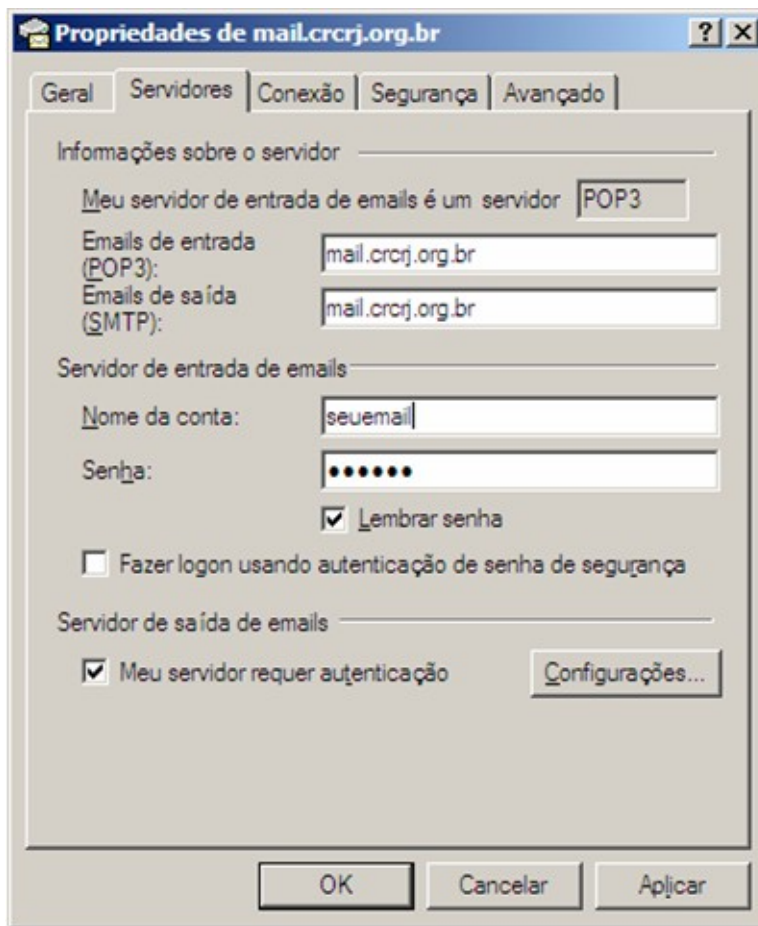 Propriedades de mail.crcrj.org.br
Geral Servidores Conexão Segurança Avançado
Informações sobre o servidor
Meu servidor de entrada de emails é um servidor POP3
Emails de entrada
(POP3): mail.crcrj.org.br
Emails de saída
(SMTP): mail.crcrj.org.br
Servidor de entrada de emails
Nome da conta: seuemail
Senha: ••••••
Lembrar senha
Fazer logon usando autenticação de senha de segurança
Servidor de saída de emails
Meu servidor requer autenticação Configurações...
OK Cancelar Aplicar